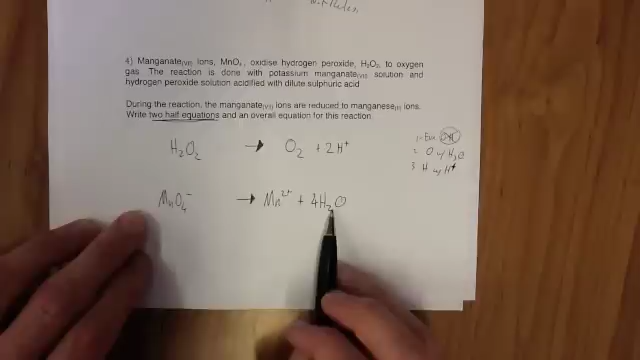 4) Manganate(VII) ions, MnO₄⁻, oxidise hydrogen peroxide, H₂O₂, to oxygen
gas. The reaction is done with potassium manganate(VII) solution and
hydrogen peroxide solution acidified with dilute sulphuric acid
During the reaction, the manganate(VII) ions are reduced to manganese(II) ions.
Write two half equations and an overall equation for this reaction.
H₂O₂ → O₂ + 2H⁺
MnO₄⁻ → Mn²⁺ + 4H₂O
2 O w/ H₂O
3 H w/ H⁺